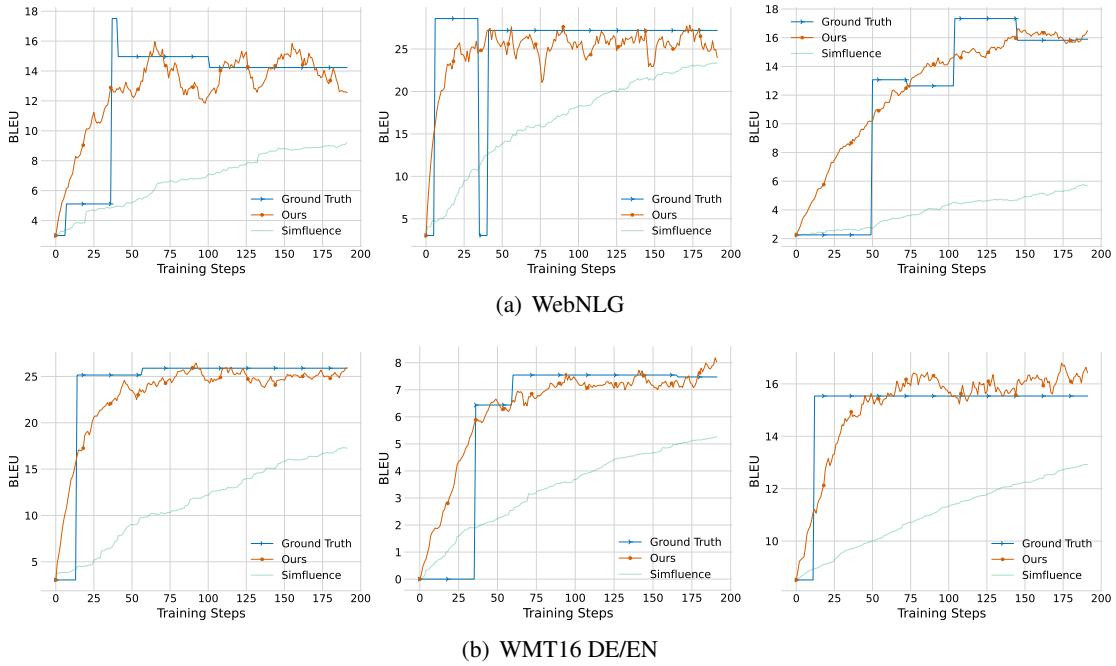 BLEU
18
16
14
12
10
8
6
4
Ground Truth
Ours
Simfluence
0 25 50 75 100 125 150 175 200
Training Steps
BLEU
25
20
15
10
5
Ground Truth
Ours
Simfluence
0 25 50 75 100 125 150 175 200
Training Steps
BLEU
18
16
14
12
10
8
6
4
2
Ground Truth
Ours
Simfluence
0 25 50 75 100 125 150 175 200
Training Steps
(a) WebNLG
BLEU
25
20
15
10
5
Ground Truth
Ours
Simfluence
0 25 50 75 100 125 150 175 200
Training Steps
BLEU
8
7
6
5
4
3
2
1
0
Ground Truth
Ours
Simfluence
0 25 50 75 100 125 150 175 200
Training Steps
BLEU
16
14
12
10
Ground Truth
Ours
Simfluence
0 25 50 75 100 125 150 175 200
Training Steps
(b) WMT16 DE/EN